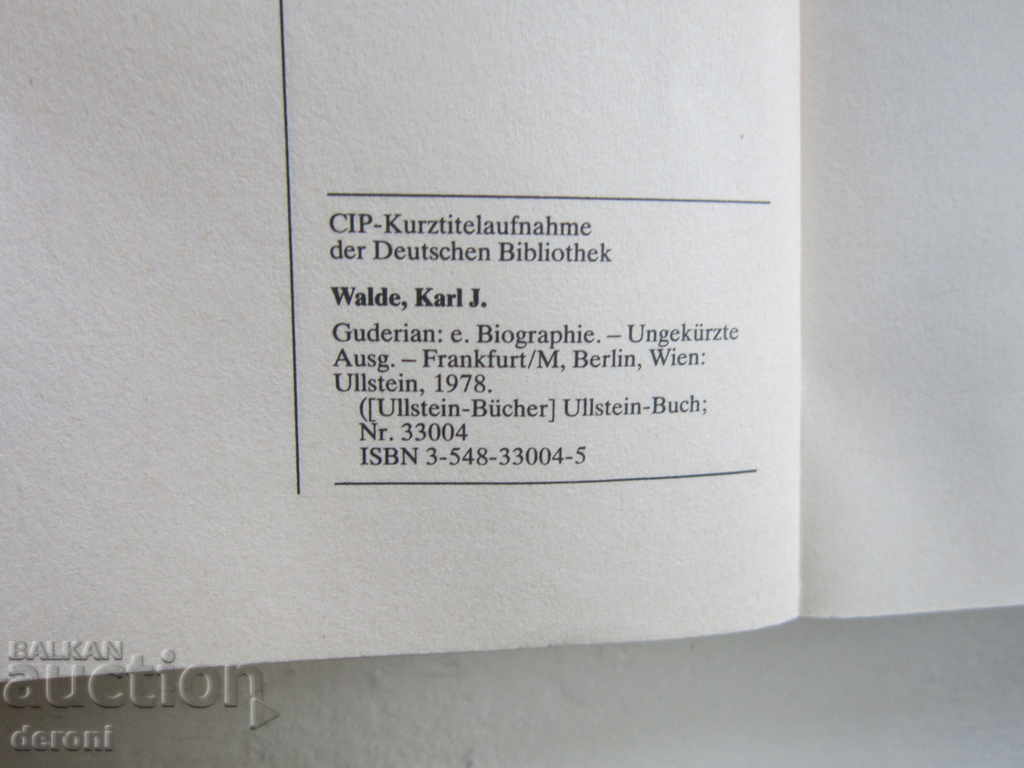 CIP-Kurztitelaufnahme
der Deutschen Bibliothek
Walde, Karl J.
Guderian: e. Biographie. – Ungekürzte
Ausg. – Frankfurt/M, Berlin, Wien:
Ullstein, 1978.
([Ullstein-Bücher] Ullstein-Buch;
Nr. 33004
ISBN 3-548-33004-5
BALKAN
auction
deroni